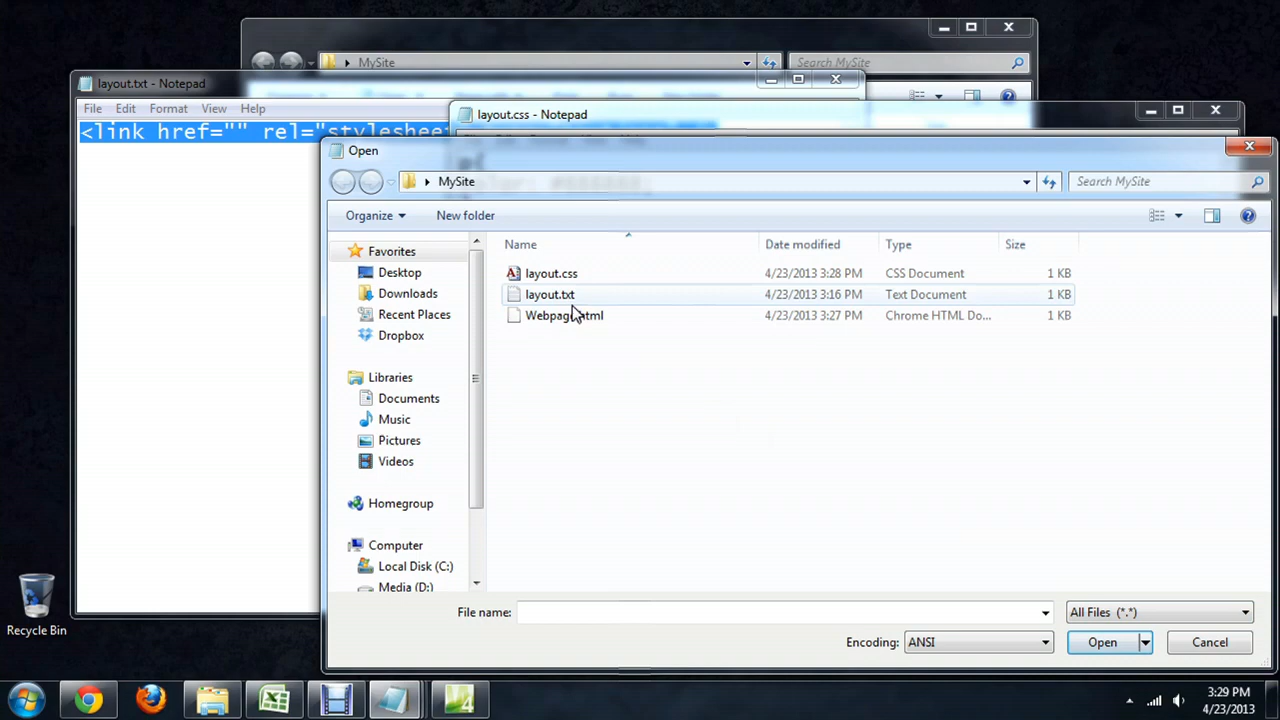 MySite
Search MySite
layout.txt - Notepad
File Edit Format View Help
<link href="" rel="stylesheet
layout.css - Notepad
Open
MySite
Search MySite
Organize New folder
Name Date modified Type Size
Favorites
Desktop
Downloads
Recent Places
Dropbox
Libraries
Documents
Music
Pictures
Videos
Homegroup
Computer
Local Disk (C:)
Media (D:)
layout.css 4/23/2013 3:28 PM CSS Document 1 KB
layout.txt 4/23/2013 3:16 PM Text Document 1 KB
Webpage.html 4/23/2013 3:27 PM Chrome HTML Do... 1 KB
File name: All Files (*.*)
Encoding: ANSI Open Cancel
Recycle Bin
3:29 PM
4/23/2013